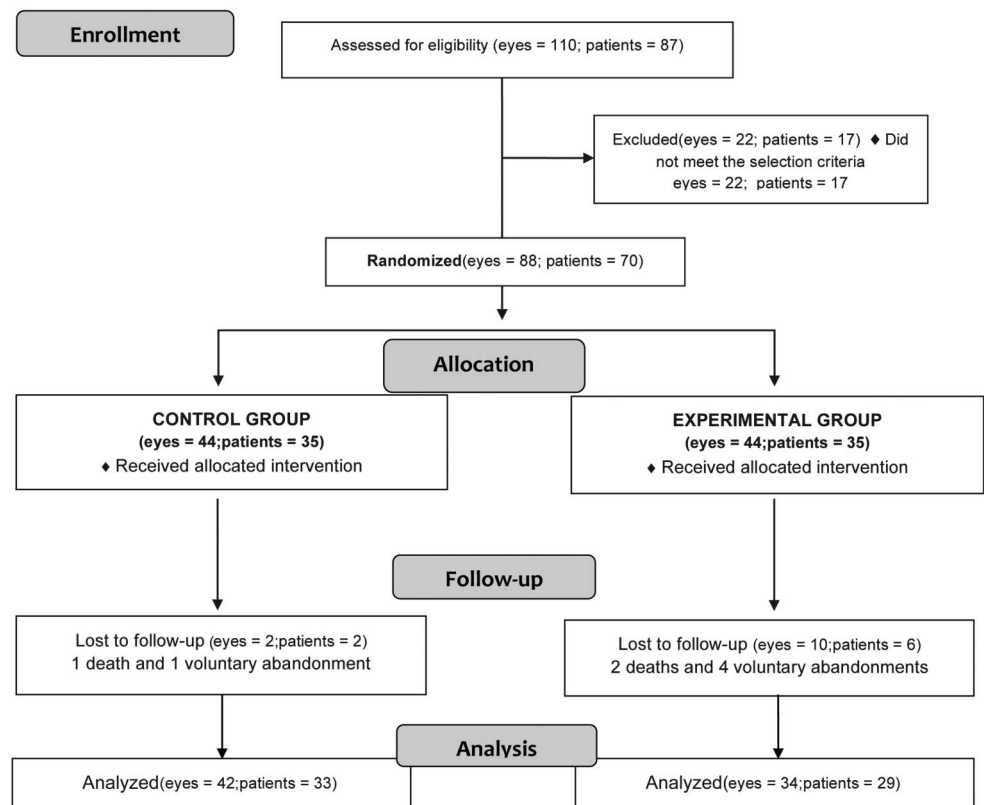 Enrollment
Assessed for eligibility (eyes = 110; patients = 87)
Excluded(eyes = 22; patients = 17) ♦ Did
not meet the selection criteria
eyes = 22; patients = 17
Randomized(eyes = 88; patients = 70)
Allocation
CONTROL GROUP
(eyes = 44;patients = 35)
♦ Received allocated intervention
EXPERIMENTAL GROUP
(eyes = 44;patients = 35)
♦ Received allocated intervention
Follow-up
Lost to follow-up (eyes = 2;patients = 2)
1 death and 1 voluntary abandonment
Lost to follow-up (eyes = 10;patients = 6)
2 deaths and 4 voluntary abandonments
Analysis
Analyzed(eyes = 42;patients = 33)
Analyzed(eyes = 34;patients = 29)